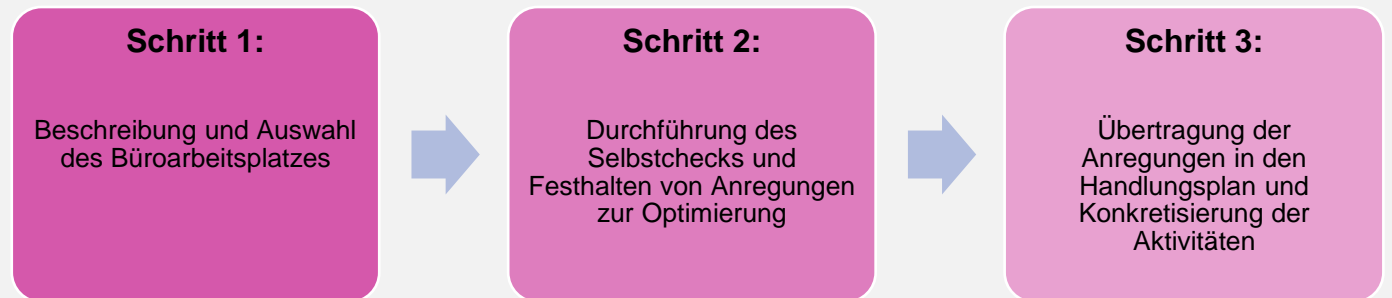 Schritt 1:
Beschreibung und Auswahl
des Büroarbeitsplatzes
Schritt 2:
Durchführung des
Selbstchecks und
Festhalten von Anregungen
zur Optimierung
Schritt 3:
Übertragung der
Anregungen in den
Handlungsplan und
Konkretisierung der
Aktivitäten